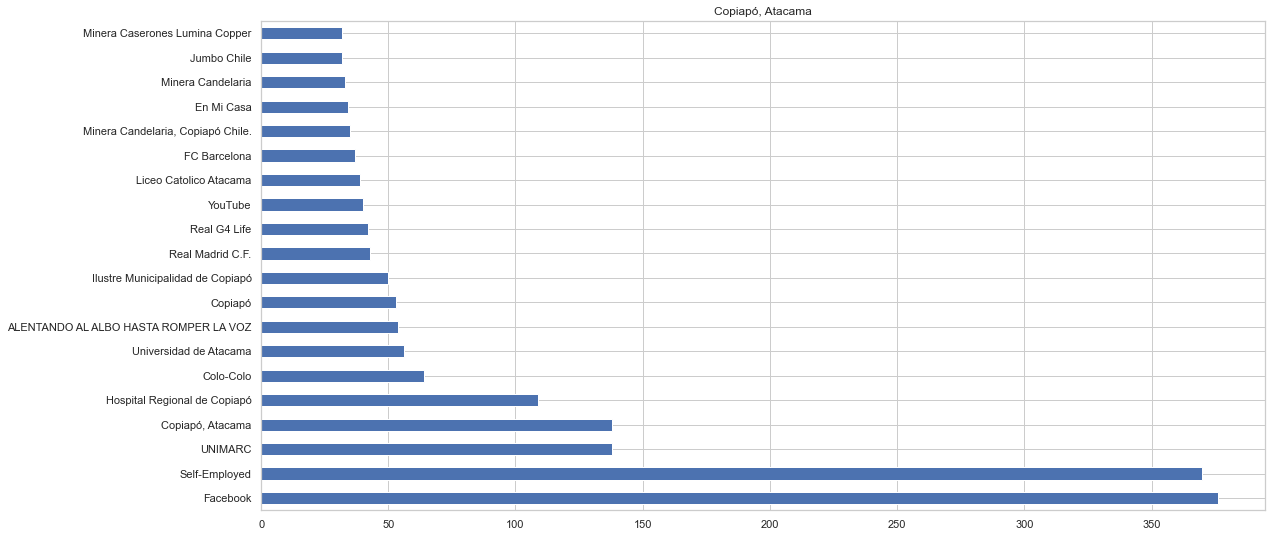 Copiapó, Atacama
Minera Caserones Lumina Copper
Jumbo Chile
Minera Candelaria
En Mi Casa
Minera Candelaria, Copiapó Chile.
FC Barcelona
Liceo Catolico Atacama
YouTube
Real G4 Life
Real Madrid C.F.
Ilustre Municipalidad de Copiapó
Copiapó
ALENTANDO AL ALBO HASTA ROMPER LA VOZ
Universidad de Atacama
Colo-Colo
Hospital Regional de Copiapó
Copiapó, Atacama
UNIMARC
Self-Employed
Facebook
0 50 100 150 200 250 300 350